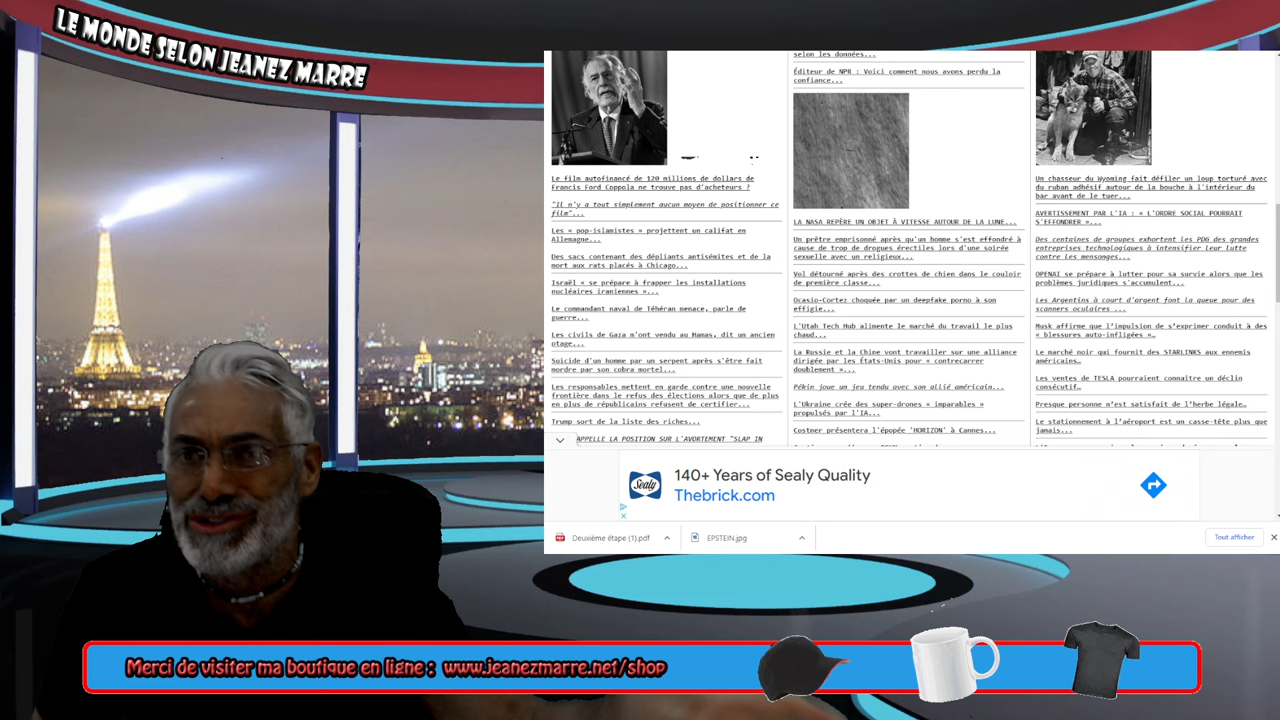 LE MONDE SELON JEANEZ MARRE
Le film autofinancé de 120 millions de dollars de
Francis Ford Coppola ne trouve pas d'acheteurs ?
"Il n'y a tout simplement aucun moyen de positionner ce
film"...
Les « pop-islamistes » projettent un califat en
Allemagne...
Des sacs contenant des dépliants antisémites et de la
mort aux rats placés à Chicago...
Israël « se prépare à frapper les installations
nucléaires iraniennes »...
Le commandant naval de Téhéran menace, parle de
guerre...
Les civils de Gaza m'ont vendu au Hamas, dit un ancien
otage...
Suicide d'un homme par un serpent après s'être fait
mordre par son cobra mortel...
Les responsables mettent en garde contre une nouvelle
frontière dans le refus des élections alors que de plus
en plus de républicains refusent de certifier...
Trump sort de la liste des riches...
APPELLE LA POSITION SUR L'AVORTEMENT "SLAP IN
selon les données...
Éditeur de NPR : Voici comment nous avons perdu la
confiance...
LA NASA REPÈRE UN OBJET À VITESSE AUTOUR DE LA LUNE...
Un prêtre emprisonné après qu'un homme s'est effondré à
cause de trop de drogues érectiles lors d'une soirée
sexuelle avec un religieux...
Vol détourné après des crottes de chien dans le couloir
de première classe...
Ocasio-Cortez choquée par un deepfake porno à son
effigie...
L'Utah Tech Hub alimente le marché du travail le plus
chaud...
La Russie et la Chine vont travailler sur une alliance
dirigée par les États-Unis pour « contrecarrer
doublement »...
Pékin joue un jeu tendu avec son allié américain...
L'Ukraine crée des super-drones « imparables »
propulsés par l'IA...
Costner présentera l'épopée 'HORIZON' à Cannes...
Un chasseur du Wyoming fait défiler un loup torturé avec
du ruban adhésif autour de la bouche à l'intérieur du
bar avant de le tuer...
AVERTISSEMENT PAR L'IA : « L'ORDRE SOCIAL POURRAIT
S'EFFONDRER »...
Des centaines de groupes exhortent les PDG des grandes
entreprises technologiques à intensifier leur lutte
contre les mensonges...
OPENAI se prépare à lutter pour sa survie alors que les
problèmes juridiques s'accumulent...
Les Argentins à court d'argent font la queue pour des
scanners oculaires ...
Musk affirme que l'impulsion de s'exprimer conduit à des
« blessures auto-infligées »…
Le marché noir qui fournit des STARLINKS aux ennemis
américains…
Les ventes de TESLA pourraient connaître un déclin
consécutif…
Presque personne n'est satisfait de l'herbe légale…
Le stationnement à l'aéroport est un casse-tête plus que
jamais...
Sealy
140+ Years of Sealy Quality
Thebrick.com
Deuxième étape (1).pdf
EPSTEIN.jpg
Tout afficher
Merci de visiter ma boutique en ligne : www.jeanezmarre.net/shop